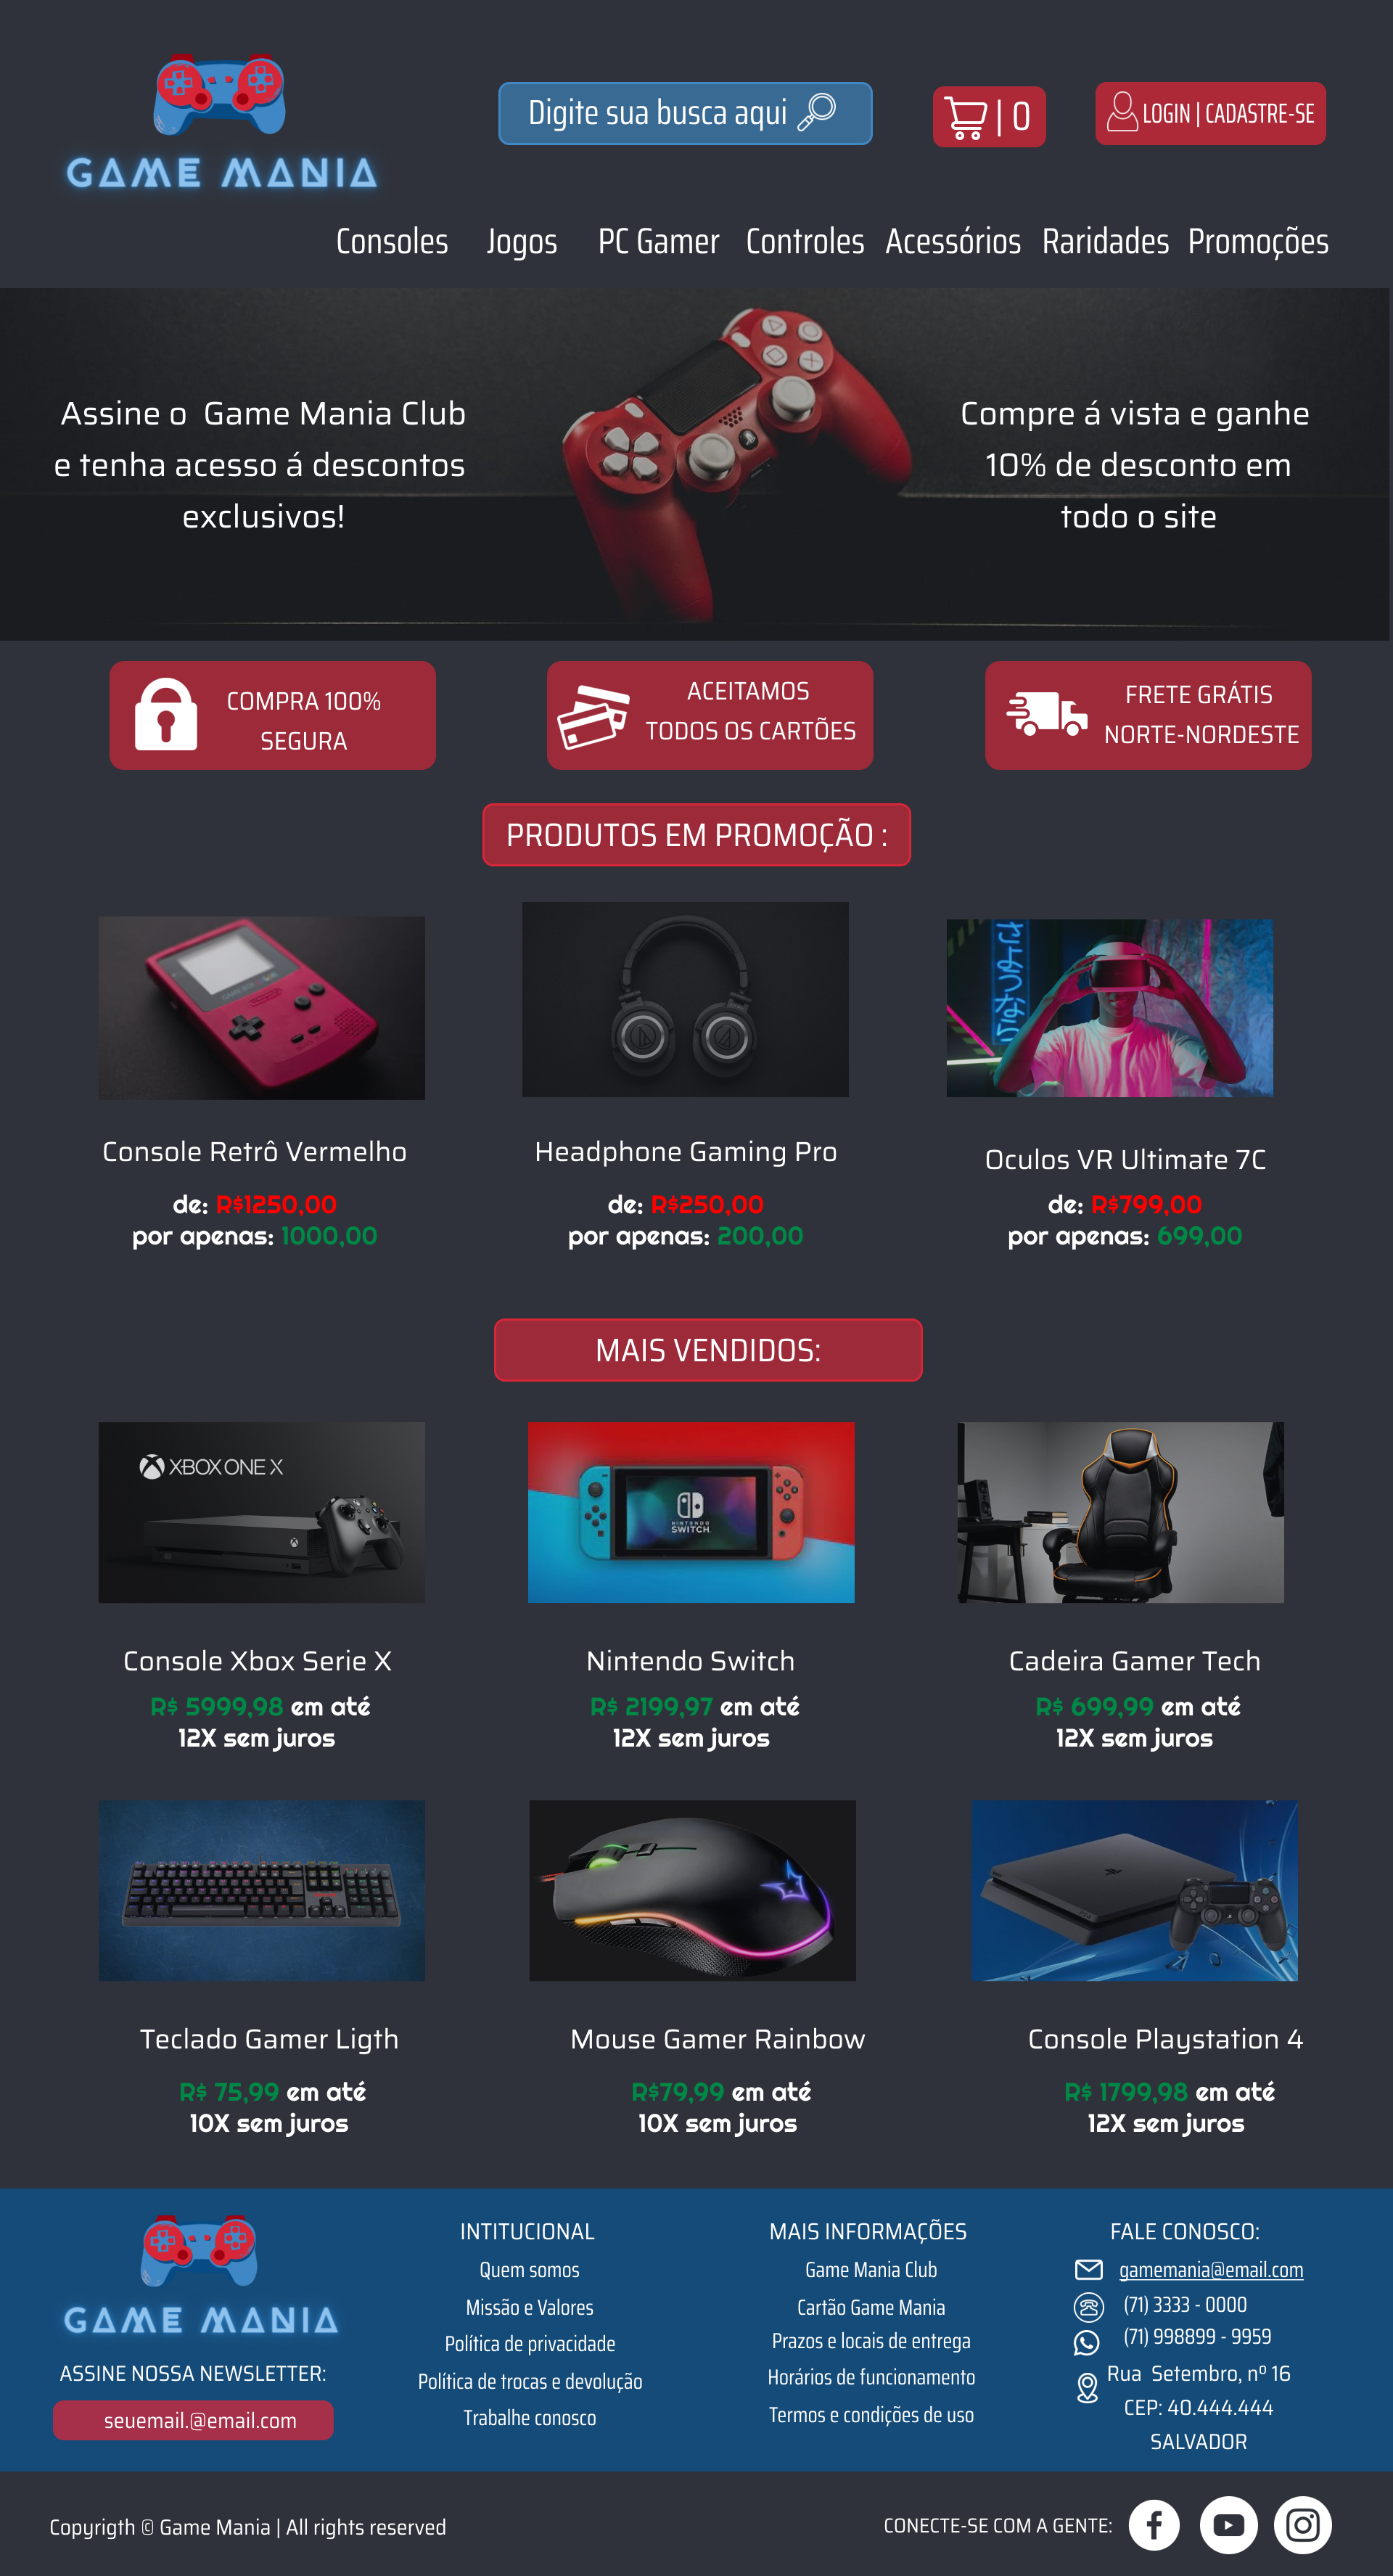 GAME MANIA
Digite sua busca aqui
| 0
LOGIN | CADASTRE-SE
Consoles Jogos PC Gamer Controles Acessórios Raridades Promoções
Assine o Game Mania Club
e tenha acesso á descontos
exclusivos!
Compre á vista e ganhe
10% de desconto em
todo o site
COMPRA 100%
SEGURA
ACEITAMOS
TODOS OS CARTÕES
FRETE GRÁTIS
NORTE-NORDESTE
PRODUTOS EM PROMOÇÃO :
Console Retrô Vermelho
de: R$1250,00
por apenas: 1000,00
Headphone Gaming Pro
de: R$250,00
por apenas: 200,00
Oculos VR Ultimate 7C
de: R$799,00
por apenas: 699,00
MAIS VENDIDOS:
XBOX ONE X
NINTENDO
SWITCH
Console Xbox Serie X
R$ 5999,98 em até
12X sem juros
Nintendo Switch
R$ 2199,97 em até
12X sem juros
Cadeira Gamer Tech
R$ 699,99 em até
12X sem juros
Teclado Gamer Ligth
R$ 75,99 em até
10X sem juros
Mouse Gamer Rainbow
R$79,99 em até
10X sem juros
Console Playstation 4
R$ 1799,98 em até
12X sem juros
GAME MANIA
ASSINE NOSSA NEWSLETTER:
seuemail.@email.com
INTITUCIONAL
Quem somos
Missão e Valores
Política de privacidade
Política de trocas e devolução
Trabalhe conosco
MAIS INFORMAÇÕES
Game Mania Club
Cartão Game Mania
Prazos e locais de entrega
Horários de funcionamento
Termos e condições de uso
FALE CONOSCO:
gamemania@email.com
(71) 3333 - 0000
(71) 998899 - 9959
Rua Setembro, nº 16
CEP: 40.444.444
SALVADOR
Copyrigth © Game Mania | All rights reserved
CONECTE-SE COM A GENTE: